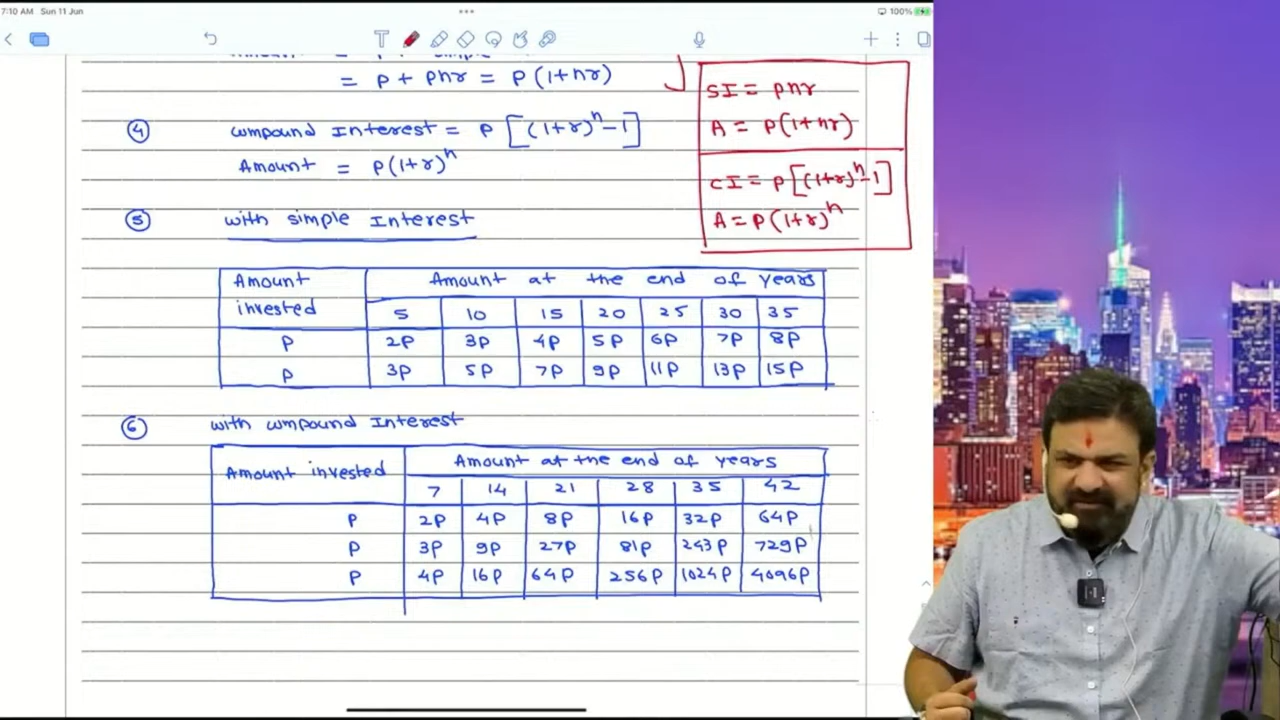 7:10 AM Sun 11 Jun
100%
T
= P + Pnr = P(1+nr)
④ Compound Interest = P[(1+r)^n-1]
Amount = P(1+r)^n
SI = Pnr
A = P(1+nr)
CI = P[(1+r)^n-1]
A = P(1+r)^n
⑤ with simple Interest
Amount invested
Amount at the end of years
5 10 15 20 25 30 35
P 2P 3P 4P 5P 6P 7P 8P
P 3P 5P 7P 9P 11P 13P 15P
⑥ with compound Interest
Amount invested
Amount at the end of years
7 14 21 28 35 42
P 2P 4P 8P 16P 32P 64P
P 3P 9P 27P 81P 243P 729P
P 4P 16P 64P 256P 1024P 4096P